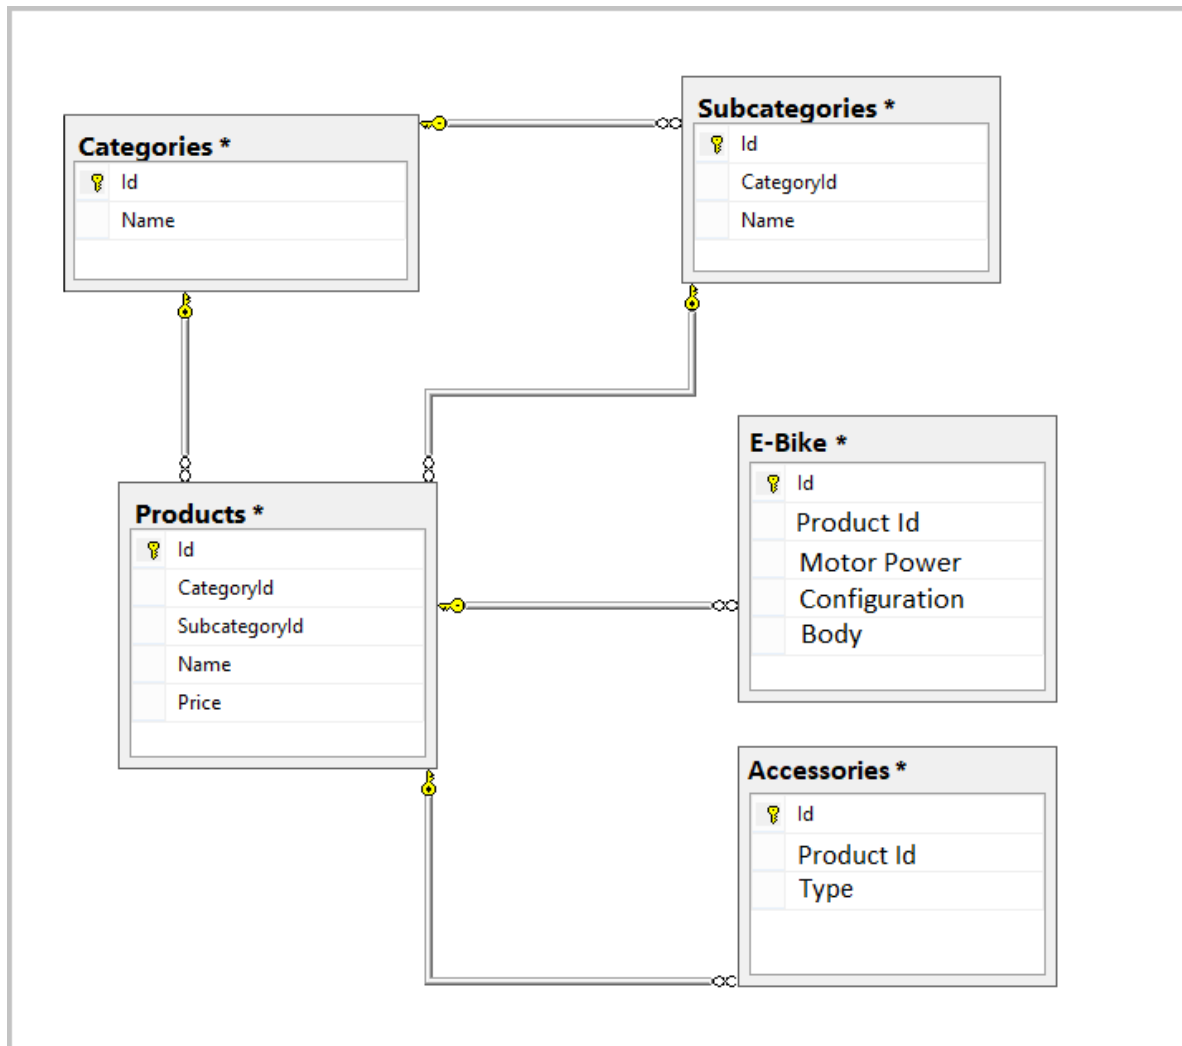 Categories *
Id
Name
Subcategories *
Id
CategoryId
Name
Products *
Id
CategoryId
SubcategoryId
Name
Price
E-Bike *
Id
Product Id
Motor Power
Configuration
Body
Accessories *
Id
Product Id
Type